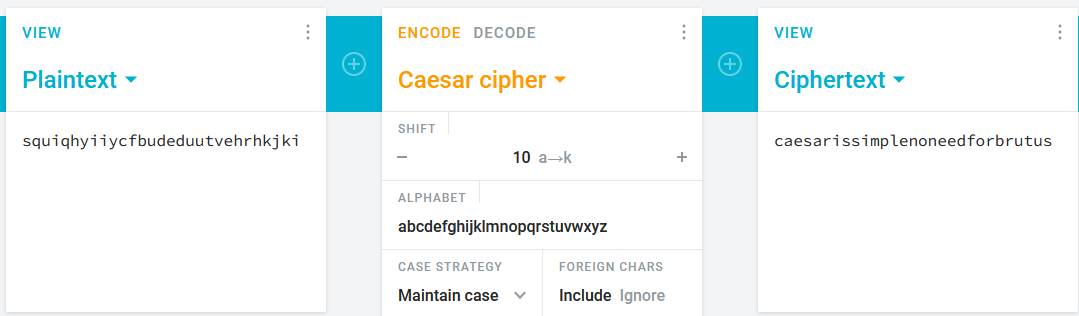 VIEW
Plaintext
squiqhyiiycfbudeduutvehrhkjki
ENCODE DECODE
Caesar cipher
SHIFT
− 10 a→k +
ALPHABET
abcdefghijklmnopqrstuvwxyz
CASE STRATEGY
Maintain case
FOREIGN CHARS
Include Ignore
VIEW
Ciphertext
caesarissimplenoneedforbrutus